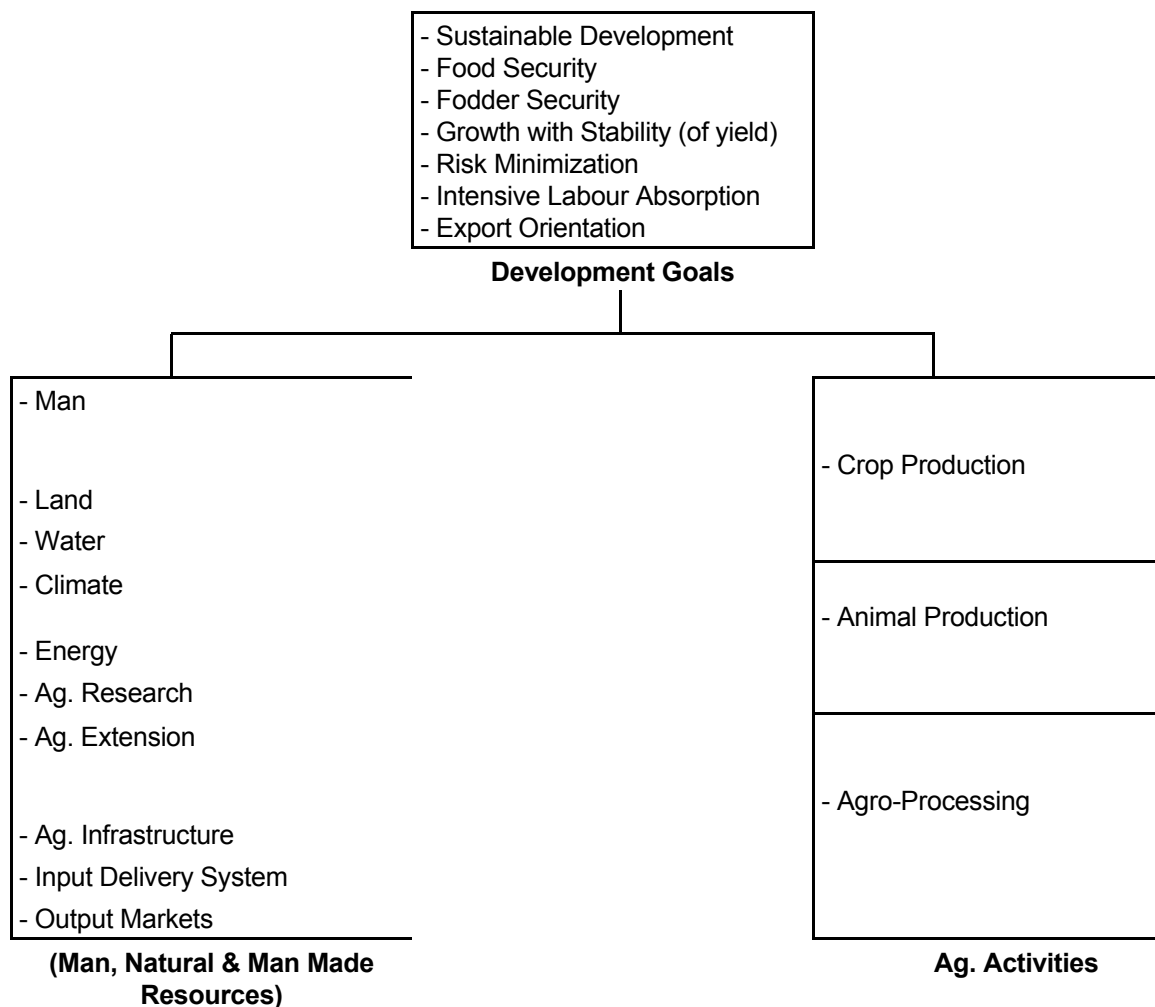 - Sustainable Development
- Food Security
- Fodder Security
- Growth with Stability (of yield)
- Risk Minimization
- Intensive Labour Absorption
- Export Orientation
Development Goals
- Man
- Land
- Water
- Climate
- Energy
- Ag. Research
- Ag. Extension
- Ag. Infrastructure
- Input Delivery System
- Output Markets
(Man, Natural & Man Made
Resources)
- Crop Production
- Animal Production
- Agro-Processing
Ag. Activities